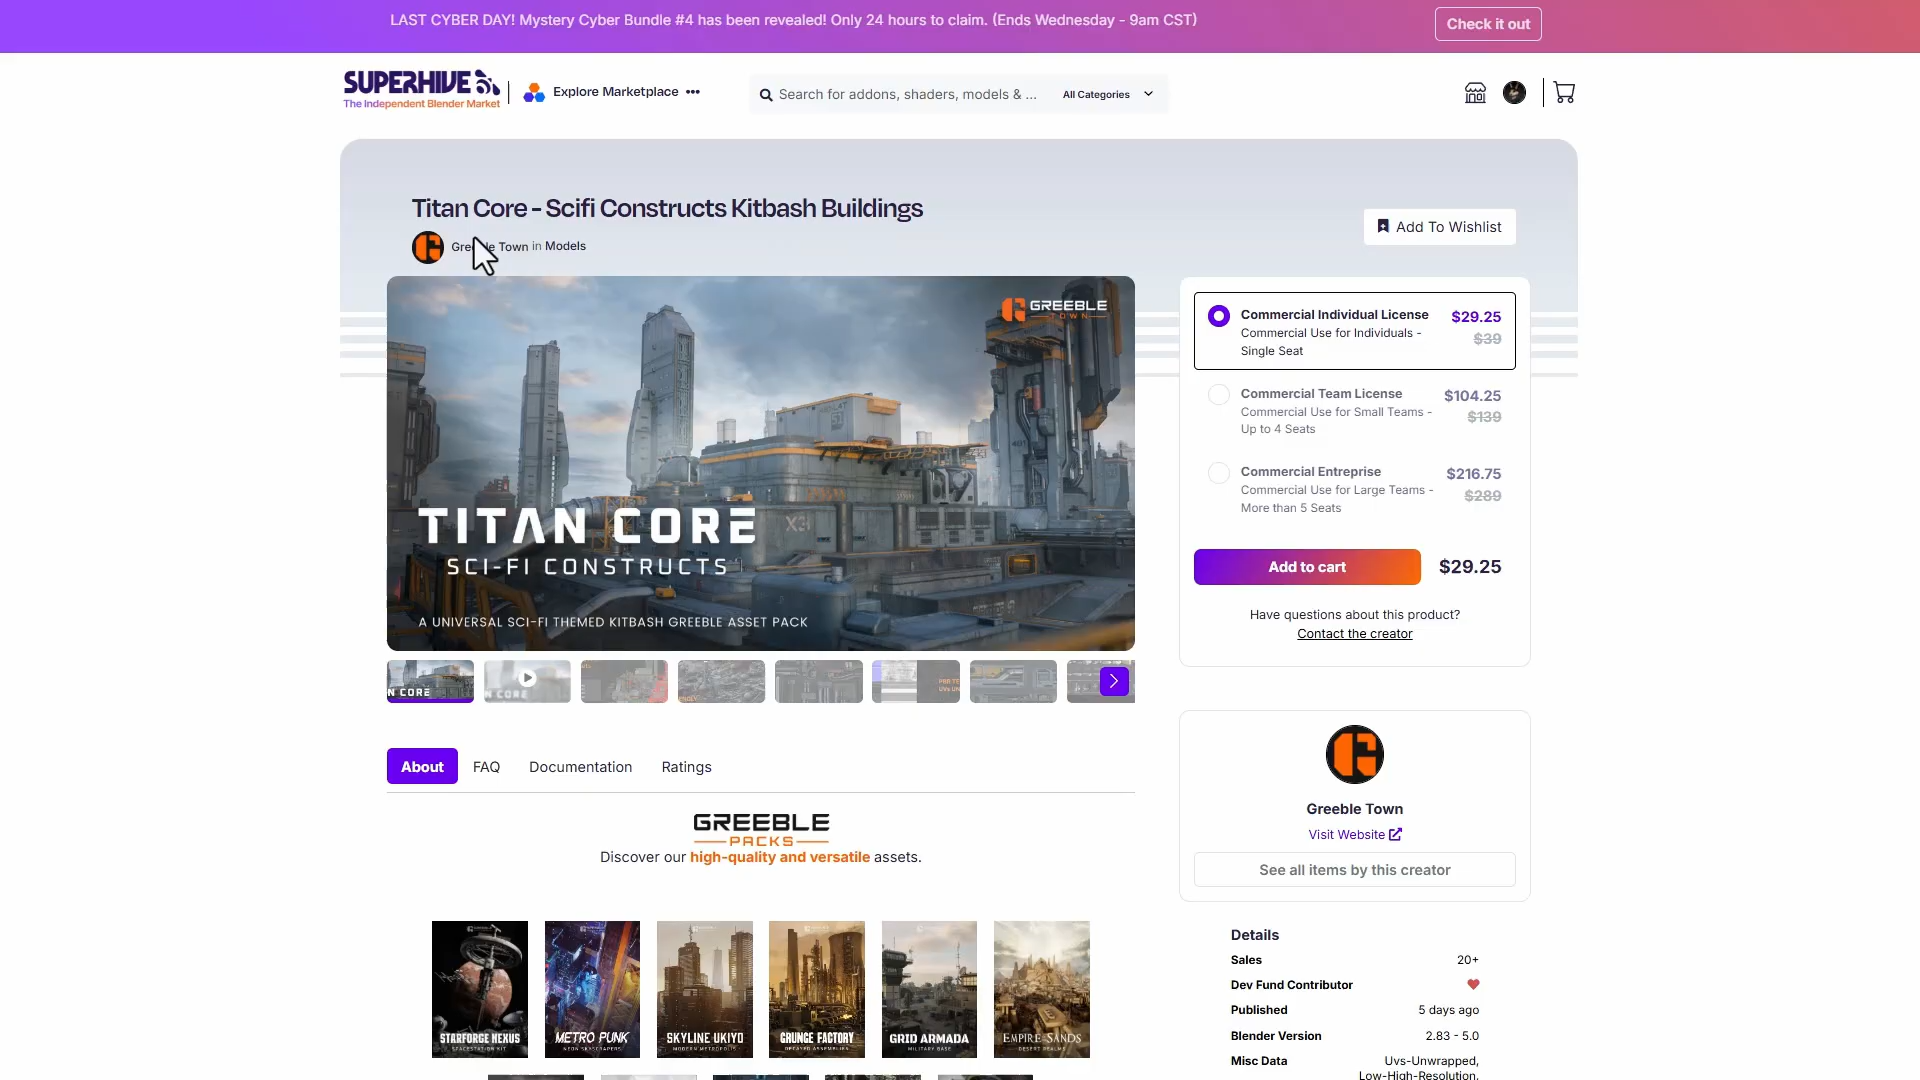 LAST CYBER DAY! Mystery Cyber Bundle #4 has been revealed! Only 24 hours to claim. (Ends Wednesday - 9am CST)
Check it out
SUPERHIVE
The Independent Blender Market
Explore Marketplace •••
Search for addons, shaders, models & ...
All Categories
Titan Core - Scifi Constructs Kitbash Buildings
Greeble Town in Models
Add To Wishlist
GREEBLE
TOWN
TITAN CORE
SCI-FI CONSTRUCTS
A UNIVERSAL SCI-FI THEMED KITBASH GREEBLE ASSET PACK
Commercial Individual License $29.25
Commercial Use for Individuals - $39
Single Seat
Commercial Team License $104.25
Commercial Use for Small Teams - $139
Up to 4 Seats
Commercial Entreprise $216.75
Commercial Use for Large Teams - $289
More than 5 Seats
Add to cart $29.25
Have questions about this product?
Contact the creator
N CORE
N CORE
About FAQ Documentation Ratings
GREEBLE
PACKS
Discover our high-quality and versatile assets.
Greeble Town
Visit Website
See all items by this creator
STARFORGE NEXUS
METRO PUNK
SKYLINE UKIYO
GRUNGE FACTORY
GRID ARMADA
MILITARY BASE
EMPIRE SANDS
DESERT REALMS
Details
Sales 20+
Dev Fund Contributor
Published 5 days ago
Blender Version 2.83 - 5.0
Misc Data Uvs-Unwrapped,
Low-High-Resolution,